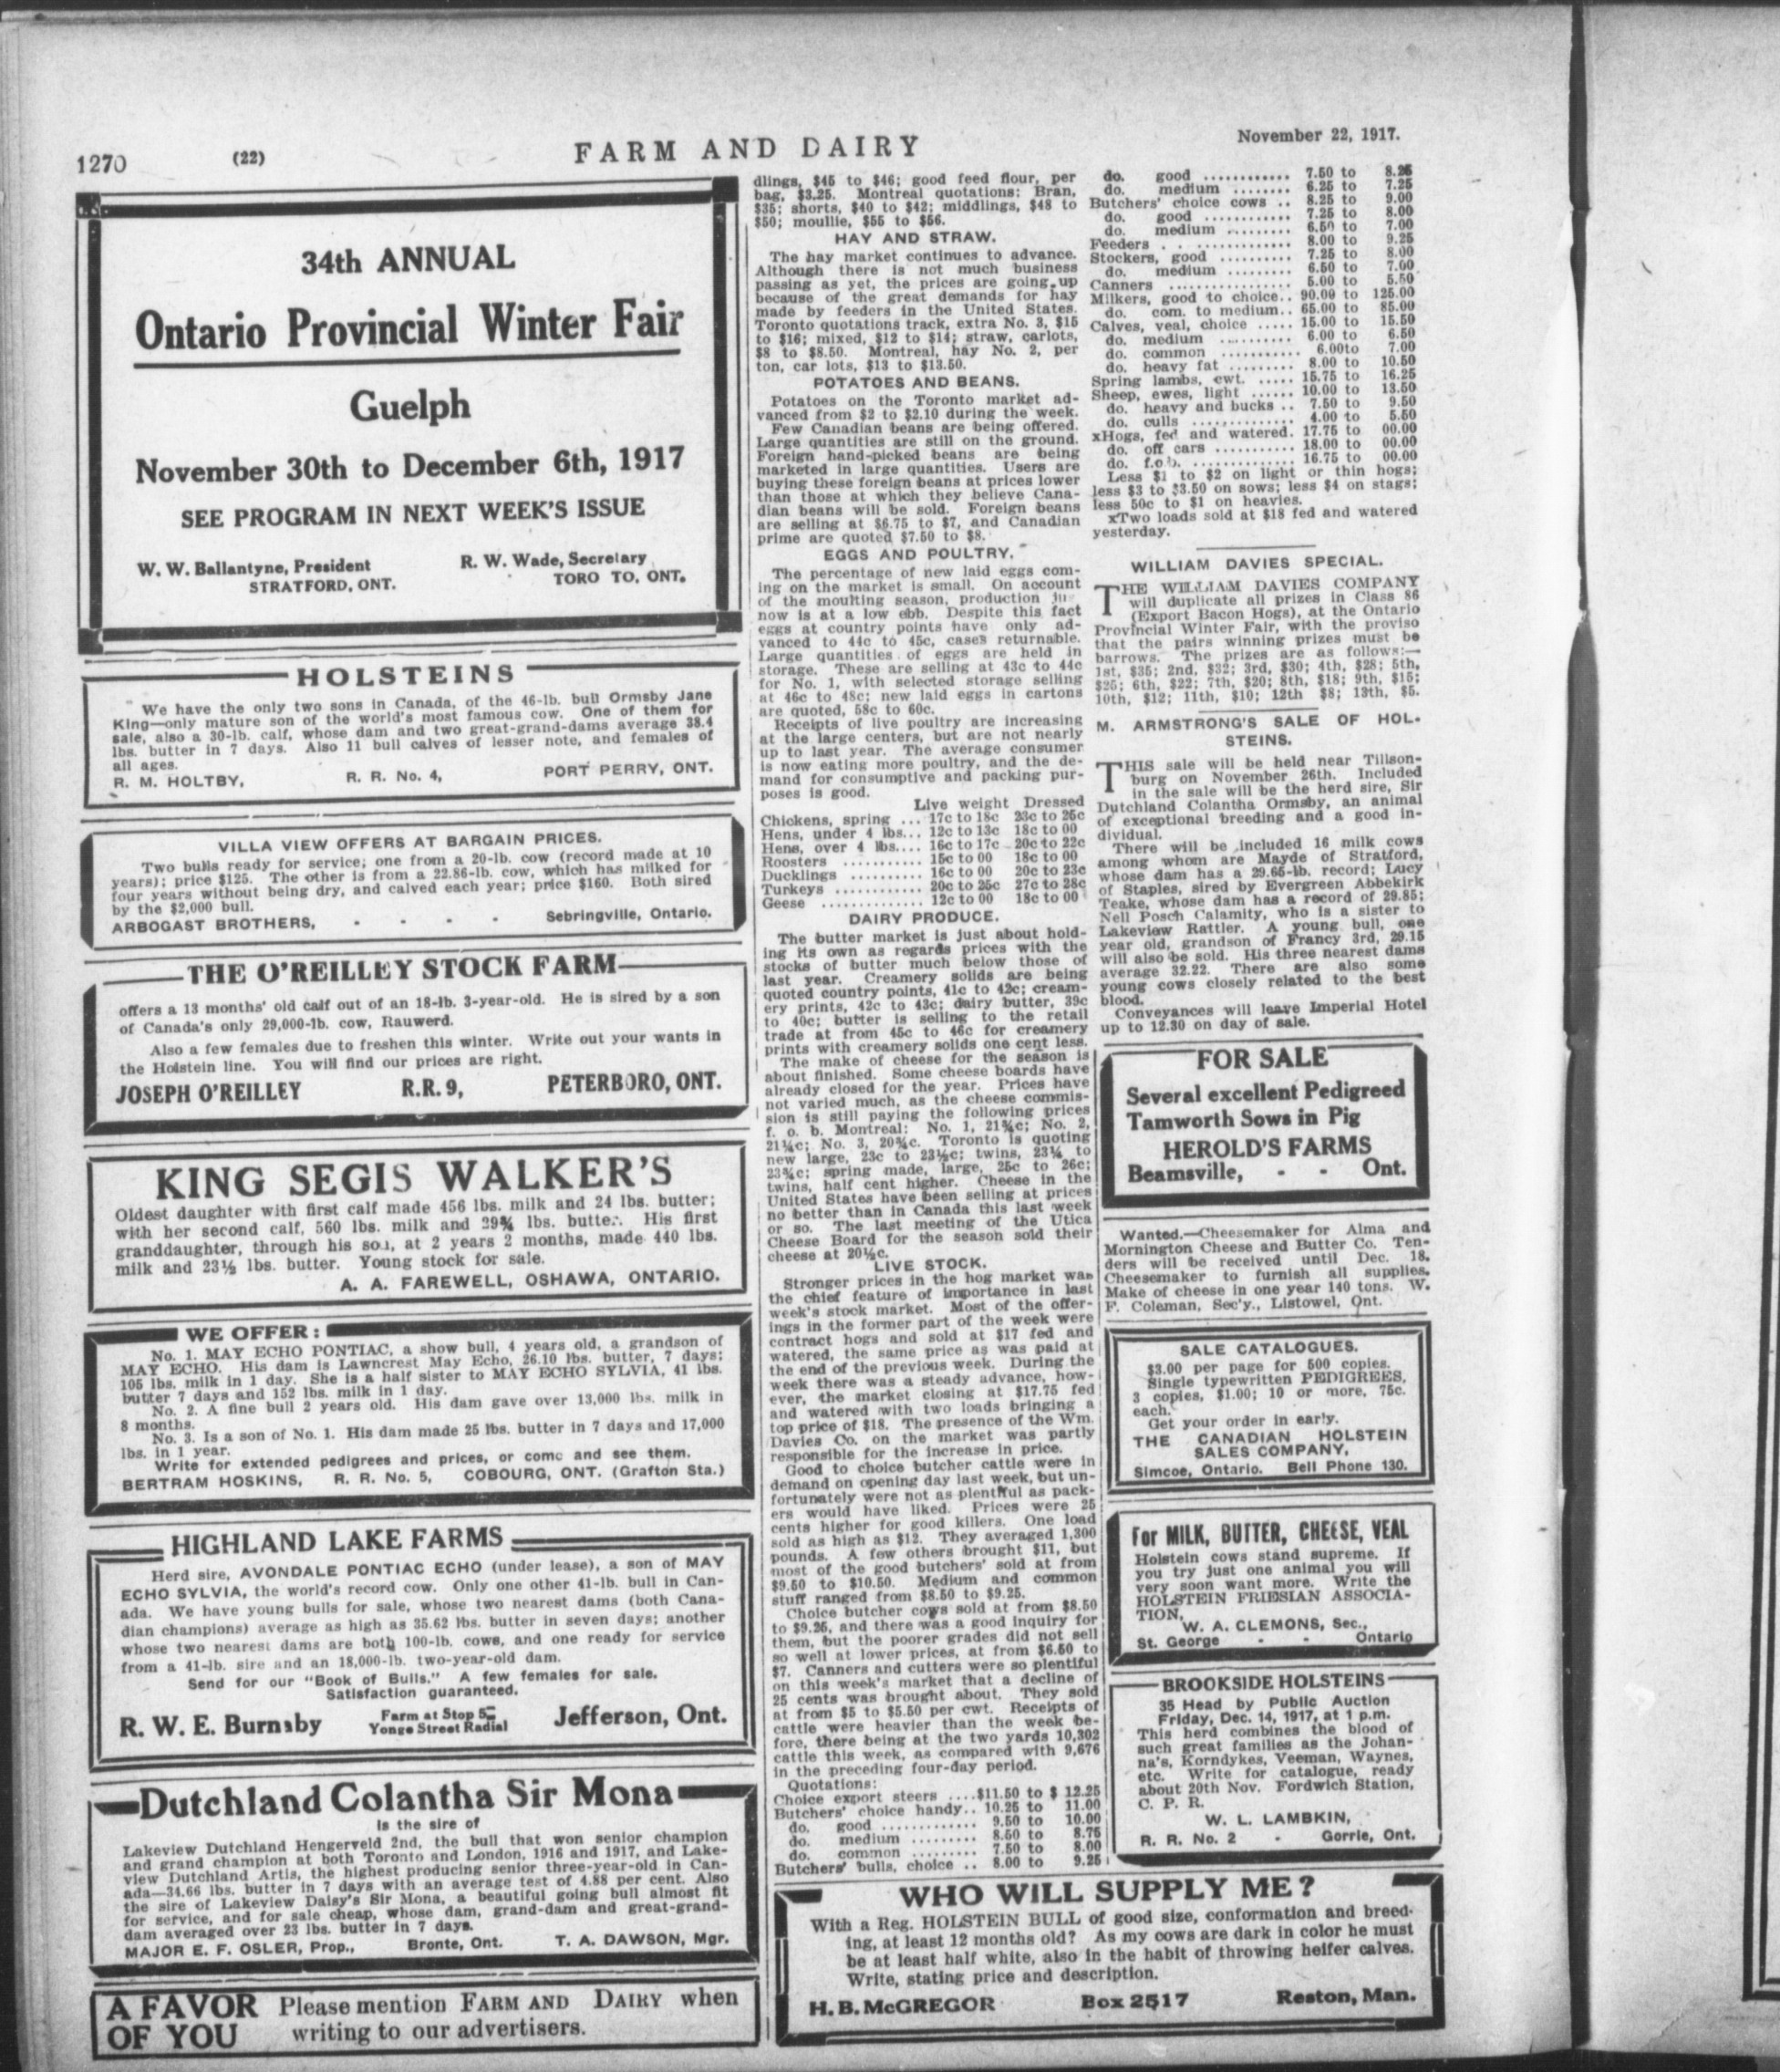 1270 (22) FARM AND DAIRY November 22, 1917.
34th ANNUAL
Ontario Provincial Winter Fair
Guelph
November 30th to December 6th, 1917
SEE PROGRAM IN NEXT WEEK'S ISSUE
W. W. Ballantyne, President
STRATFORD, ONT.
R. W. Wade, Secretary
TORO TO, ONT.
HOLSTEINS
We have the only two sons in Canada, of the 46-lb. bull Ormsby Jane
King—only mature son of the world's most famous cow. One of them for
sale, also a 30-lb. calf, whose dam and two great-grand-dams average 38.4
lbs. butter in 7 days. Also 11 bull calves of lesser note, and females of
all ages.
R. M. HOLTBY, R. R. No. 4, PORT PERRY, ONT.
VILLA VIEW OFFERS AT BARGAIN PRICES.
Two bulls ready for service; one from a 20-lb. cow (record made at 10
years); price $125. The other is from a 22.86-lb. cow, which has milked for
four years without being dry, and calved each year; price $160. Both sired
by the $2,000 bull.
ARBOGAST BROTHERS, - - - - Sebringville, Ontario.
THE O'REILLEY STOCK FARM
offers a 13 months' old calf out of an 18-lb. 3-year-old. He is sired by a son
of Canada's only 29,000-lb. cow, Rauwerd.
Also a few females due to freshen this winter. Write out your wants in
the Holstein line. You will find our prices are right.
JOSEPH O'REILLEY R.R. 9, PETERBORO, ONT.
KING SEGIS WALKER'S
Oldest daughter with first calf made 456 lbs. milk and 24 lbs. butter;
with her second calf, 560 lbs. milk and 29¾ lbs. butter. His first
granddaughter, through his son, at 2 years 2 months, made 440 lbs.
milk and 23½ lbs. butter. Young stock for sale.
A. A. FAREWELL, OSHAWA, ONTARIO.
WE OFFER:
No. 1. MAY ECHO PONTIAC, a show bull, 4 years old, a grandson of
MAY ECHO. His dam is Lawncrest May Echo, 26.10 lbs. butter, 7 days;
105 lbs. milk in 1 day. She is a half sister to MAY ECHO SYLVIA, 41 lbs.
butter 7 days and 152 lbs. milk in 1 day.
No. 2. A fine bull 2 years old. His dam gave over 13,000 lbs. milk in
8 months.
No. 3. Is a son of No. 1. His dam made 25 lbs. butter in 7 days and 17,000
lbs. in 1 year.
Write for extended pedigrees and prices, or come and see them.
BERTRAM HOSKINS, R. R. No. 5, COBOURG, ONT. (Grafton Sta.)
HIGHLAND LAKE FARMS
Herd sire, AVONDALE PONTIAC ECHO (under lease), a son of MAY
ECHO SYLVIA, the world's record cow. Only one other 41-lb. bull in Can-
ada. We have young bulls for sale, whose two nearest dams (both Cana-
dian champions) average as high as 35.62 lbs. butter in seven days; another
whose two nearest dams are both 100-lb. cows, and one ready for service
from a 41-lb. sire and an 18,000-lb. two-year-old dam.
Send for our "Book of Bulls." A few females for sale.
Satisfaction guaranteed.
R. W. E. Burnaby Farm at Stop 55 Jefferson, Ont.
Yonge Street Radial
Dutchland Colantha Sir Mona
is the sire of
Lakeview Dutchland Hengerveld 2nd, the bull that won senior champion
and grand champion at both Toronto and London, 1916 and 1917, and Lake-
view Dutchland Artis, the highest producing senior three-year-old in Can-
ada—34.66 lbs. butter in 7 days with an average test of 4.88 per cent. Also
the sire of Lakeview Daisy's Sir Mona, a beautiful going bull almost fit
for service, and for sale cheap, whose dam, grand-dam and great-grand-
dam averaged over 23 lbs. butter in 7 days.
MAJOR E. F. OSLER, Prop., Bronte, Ont. T. A. DAWSON, Mgr.
A FAVOR Please mention FARM AND DAIRY when
OF YOU writing to our advertisers.
dlings, $45 to $46; good feed flour, per
bag, $3.25. Montreal quotations: Bran,
$35; shorts, $40 to $42; middlings, $48 to
$50; moullie, $55 to $56.
HAY AND STRAW.
The hay market continues to advance.
Although there is not much business
passing as yet, the prices are going up
because of the great demands for hay
made by feeders in the United States.
Toronto quotations track, extra No. 3, $15
to $16; mixed, $12 to $14; straw, carlots,
$8 to $8.50. Montreal, hay No. 2, per
ton, car lots, $13 to $13.50.
POTATOES AND BEANS.
Potatoes on the Toronto market ad-
vanced from $2 to $2.10 during the week.
Few Canadian beans are being offered.
Large quantities are still on the ground.
Foreign hand-picked beans are being
marketed in large quantities. Users are
buying these foreign beans at prices lower
than those at which they believe Cana-
dian beans will be sold. Foreign beans
are selling at $6.75 to $7, and Canadian
prime are quoted $7.50 to $8.
EGGS AND POULTRY.
The percentage of new laid eggs com-
ing on the market is small. On account
of the moulting season, production
now is at a low ebb. Despite this fact
eggs at country points have only ad-
vanced to 44c to 45c, cases returnable.
Large quantities of eggs are held in
storage. These are selling at 43c to 44c
for No. 1, with selected storage selling
at 46c to 48c; new laid eggs in cartons
are quoted, 58c to 60c.
Receipts of live poultry are increasing
at the large centers, but are not nearly
up to last year. The average consumer
is now eating more poultry, and the de-
mand for consumptive and packing pur-
poses is good.
Live weight Dressed
Chickens, spring ... 17c to 18c 23c to 25c
Hens, under 4 lbs... 12c to 13c 18c to 00
Hens, over 4 lbs.... 16c to 17c 20c to 22c
Roosters ........... 15c to 00 18c to 00
Ducklings .......... 16c to 00 20c to 23c
Turkeys ............ 20c to 25c 27c to 28c
Geese .............. 12c to 00 18c to 00
DAIRY PRODUCE.
The butter market is just about hold-
ing its own as regards prices with the
stocks of butter much below those of
last year. Creamery solids are being
quoted country points, 41c to 42c; cream-
ery prints, 42c to 43c; dairy butter, 39c
to 40c; butter is selling to the retail
trade at from 45c to 46c for creamery
prints with creamery solids one cent less.
The make of cheese for the season is
about finished. Some cheese boards have
already closed for the year. Prices have
not varied much, as the cheese commis-
sion is still paying the following prices
f. o. b. Montreal: No. 1, 21¾c; No. 2,
21¼c; No. 3, 20¾c. Toronto is quoting
new large, 23c to 23½c; twins, 23¼ to
23¾c; spring made, large, 25c to 26c;
twins, half cent higher. Cheese in the
United States have been selling at prices
no better than in Canada this last week
or so. The last meeting of the Utica
Cheese Board for the season sold their
cheese at 20½c.
LIVE STOCK.
Stronger prices in the hog market was
the chief feature of importance in last
week's stock market. Most of the offer-
ings in the former part of the week were
contract hogs and sold at $17 fed and
watered, the same price as was paid at
the end of the previous week. During the
week there was a steady advance, how-
ever, the market closing at $17.75 fed
and watered with two loads bringing a
top price of $18. The presence of the Wm.
Davies Co. on the market was partly
responsible for the increase in price.
Good to choice butcher cattle were in
demand on opening day last week, but un-
fortunately were not as plentiful as pack-
ers would have liked. Prices were 25
cents higher for good killers. One load
sold as high as $12. They averaged 1,300
pounds. A few others brought $11, but
most of the good butchers' sold at from
$9.50 to $10.50. Medium and common
stuff ranged from $8.50 to $9.25.
Choice butcher cows sold at from $8.50
to $9.25, and there was a good inquiry for
them, but the poorer grades did not sell
so well at lower prices, at from $6.50 to
$7. Canners and cutters were so plentiful
on this week's market that a decline of
25 cents was brought about. They sold
at from $5 to $5.50 per cwt. Receipts of
cattle were heavier than the week be-
fore, there being at the two yards 10,302
cattle this week, as compared with 9,676
in the preceding four-day period.
Quotations:
Choice export steers ....$11.50 to $ 12.25
Butchers' choice handy.. 10.25 to 11.00
do. good ............. 9.50 to 10.00
do. medium ......... 8.50 to 8.75
do. common ......... 7.50 to 8.00
Butchers' bulls, choice .. 8.00 to 9.25
do. good ............ 7.50 to 8.25
do. medium ........ 6.25 to 7.25
Butchers' choice cows .. 8.25 to 9.00
do. good ............ 7.25 to 8.00
do. medium ......... 6.50 to 7.00
Feeders . . ............. 8.00 to 9.25
Stockers, good .......... 7.25 to 8.00
do. medium ......... 6.50 to 7.00
Canners ................. 5.00 to 5.50
Milkers, good to choice.. 90.00 to 125.00
do. com. to medium.. 65.00 to 85.00
Calves, veal, choice ..... 15.00 to 15.50
do. medium .......... 6.00 to 6.50
do. common ........... 6.00to 7.00
do. heavy fat ......... 8.00 to 10.50
Spring lambs, cwt. ..... 15.75 to 16.25
Sheep, ewes, light ...... 10.00 to 13.50
do. heavy and bucks .. 7.50 to 9.50
do. culls .............. 4.00 to 5.50
xHogs, fed and watered. 17.75 to 00.00
do. off cars ........... 18.00 to 00.00
do. f.o.b. .............. 16.75 to 00.00
Less $1 to $2 on light or thin hogs;
less $3 to $3.50 on sows; less $4 on stags;
less 50c to $1 on heavies.
xTwo loads sold at $18 fed and watered
yesterday.
WILLIAM DAVIES SPECIAL.
THE WILLIAM DAVIES COMPANY
will duplicate all prizes in Class 86
(Export Bacon Hogs), at the Ontario
Provincial Winter Fair, with the proviso
that the pairs winning prizes must be
barrows. The prizes are as follows:—
1st, $35; 2nd, $32; 3rd, $30; 4th, $28; 5th,
$25; 6th, $22; 7th, $20; 8th, $18; 9th, $15;
10th, $12; 11th, $10; 12th $8; 13th, $5.
M. ARMSTRONG'S SALE OF HOL-
STEINS.
THIS sale will be held near Tillson-
burg on November 26th. Included
in the sale will be the herd sire, Sir
Dutchland Colantha Ormsby, an animal
of exceptional breeding and a good in-
dividual.
There will be included 16 milk cows
among whom are Mayde of Stratford,
whose dam has a 29.65-lb. record; Lucy
of Staples, sired by Evergreen Abbekirk
Teake, whose dam has a record of 29.85;
Nell Posch Calamity, who is a sister to
Lakeview Rattler. A young bull, one
year old, grandson of Francy 3rd, 29.15
will also be sold. His three nearest dams
average 32.22. There are also some
young cows closely related to the best
blood.
Conveyances will leave Imperial Hotel
up to 12.30 on day of sale.
FOR SALE
Several excellent Pedigreed
Tamworth Sows in Pig
HEROLD'S FARMS
Beamsville, - - Ont.
Wanted.—Cheesemaker for Alma and
Mornington Cheese and Butter Co. Ten-
ders will be received until Dec. 18.
Cheesemaker to furnish all supplies.
Make of cheese in one year 140 tons. W.
F. Coleman, Sec'y., Listowel, Ont.
SALE CATALOGUES.
$3.00 per page for 500 copies.
Single typewritten PEDIGREES,
3 copies, $1.00; 10 or more, 75c.
each.
Get your order in early.
THE CANADIAN HOLSTEIN
SALES COMPANY,
Simcoe, Ontario. Bell Phone 130.
For MILK, BUTTER, CHEESE, VEAL
Holstein cows stand supreme. If
you try just one animal you will
very soon want more. Write the
HOLSTEIN FRIESIAN ASSOCIA-
TION,
W. A. CLEMONS, Sec.,
St. George - - Ontario
BROOKSIDE HOLSTEINS
35 Head by Public Auction
Friday, Dec. 14, 1917, at 1 p.m.
This herd combines the blood of
such great families as the Johan-
na's, Korndykes, Veeman, Waynes,
etc. Write for catalogue, ready
about 20th Nov. Fordwich Station,
C. P. R.
W. L. LAMBKIN,
R. R. No. 2 - Gorrie, Ont.
WHO WILL SUPPLY ME?
With a Reg. HOLSTEIN BULL of good size, conformation and breed-
ing, at least 12 months old? As my cows are dark in color he must
be at least half white, also in the habit of throwing heifer calves.
Write, stating price and description.
H. B. McGREGOR Box 2517 Reston, Man.